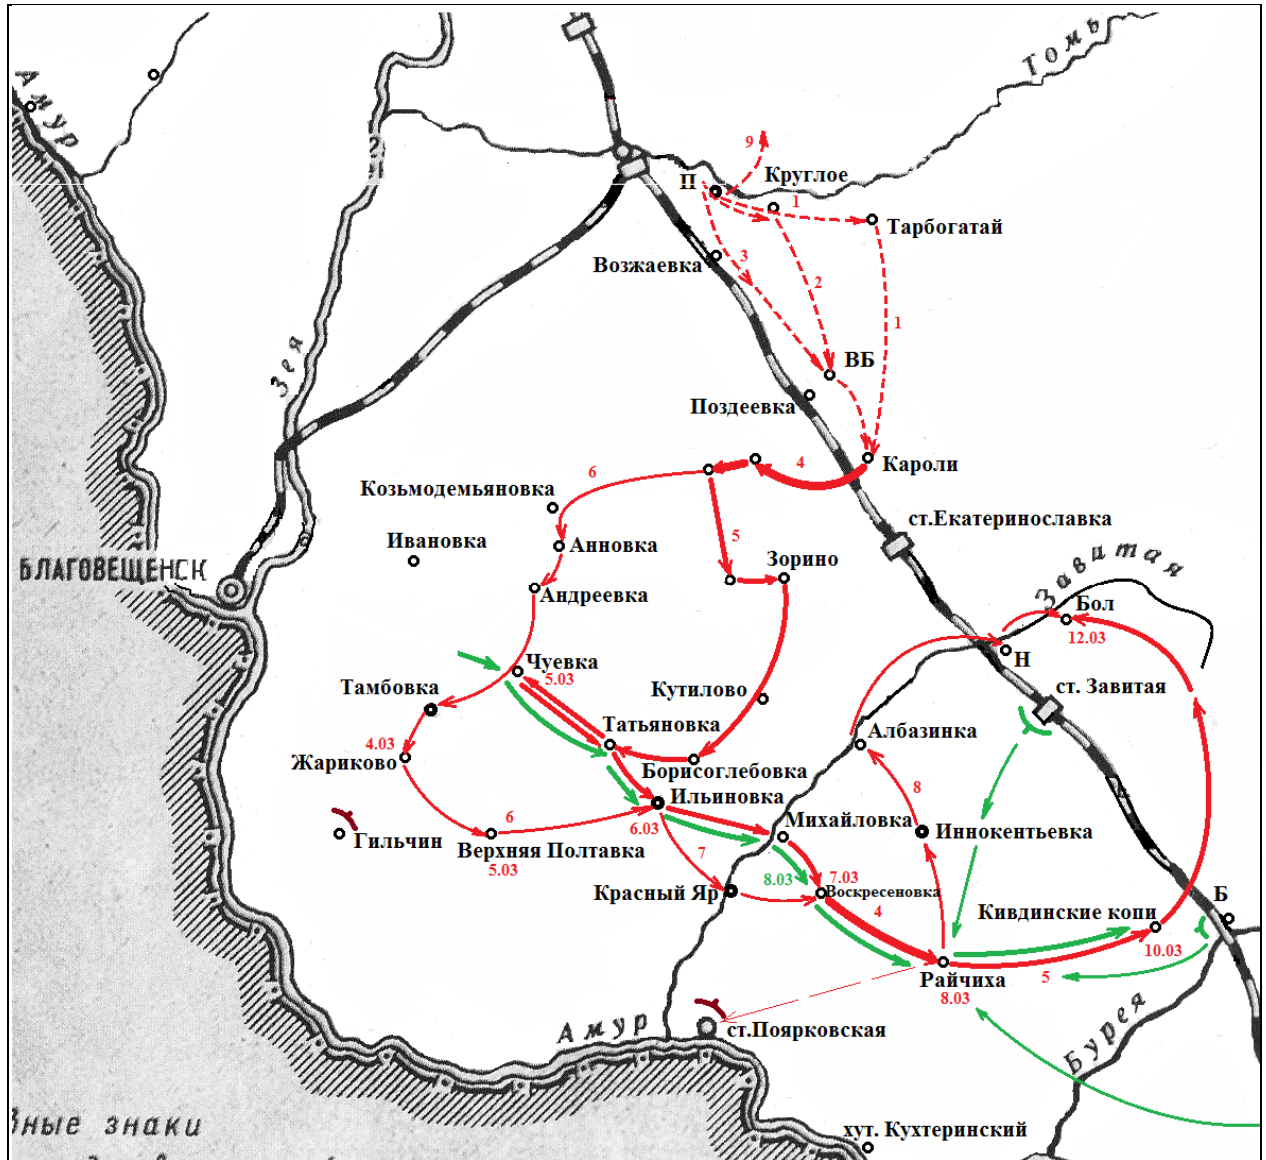 Амур
Томь
9
П
Круглое
1
Тарбогатай
Возжаевка
3
2
1
Зея
ВБ
Поздеевка
4
Кароли
6
Козьмодемьяновка
ст.Екатеринославка
Ивановка
Анновка
5
Зорино
Завитая
БЛАГОВЕЩЕНСК
Андреевка
Бол
12.03
Н
Чуевка
5.03
Тамбовка
Кутилово
ст. Завитая
Татьяновка
Албазинка
4.03
Жариково
Борисоглебовка
Ильиновка
8
6
6.03
Михайловка
Иннокентьевка
Гильчин
Верхняя Полтавка
5.03
7
8.03
7.03
Красный Яр
Воскресеновка
4
Кивдинские копи
Б
10.03
Райчиха
5
8.03
ст.Поярковская
Амур
Бурея
вные знаки
хут. Кухтеринский